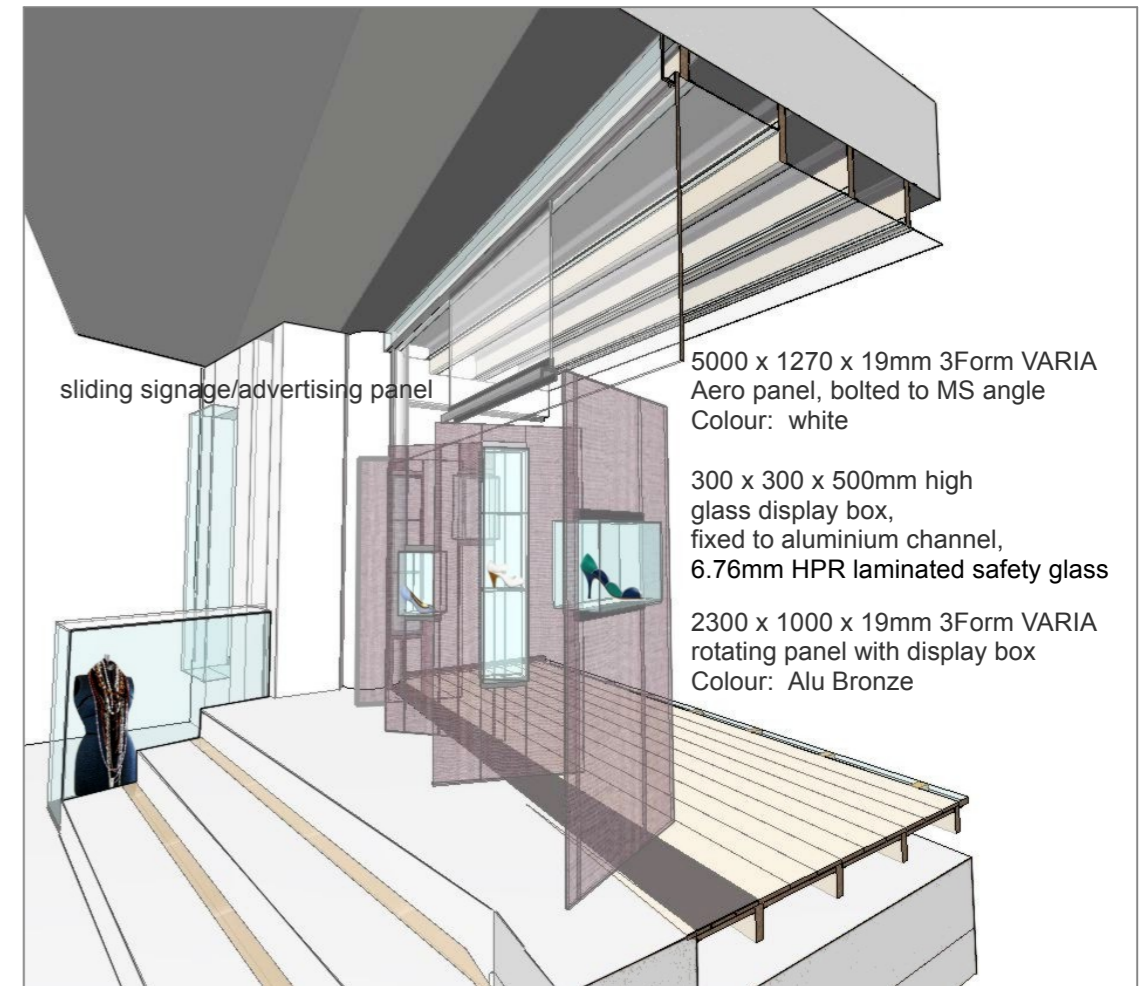 sliding signage/advertising panel
5000 x 1270 x 19mm 3Form VARIA
Aero panel, bolted to MS angle
Colour:  white
300 x 300 x 500mm high
glass display box,
fixed to aluminium channel,
6.76mm HPR laminated safety glass
2300 x 1000 x 19mm 3Form VARIA
rotating panel with display box
Colour:  Alu Bronze